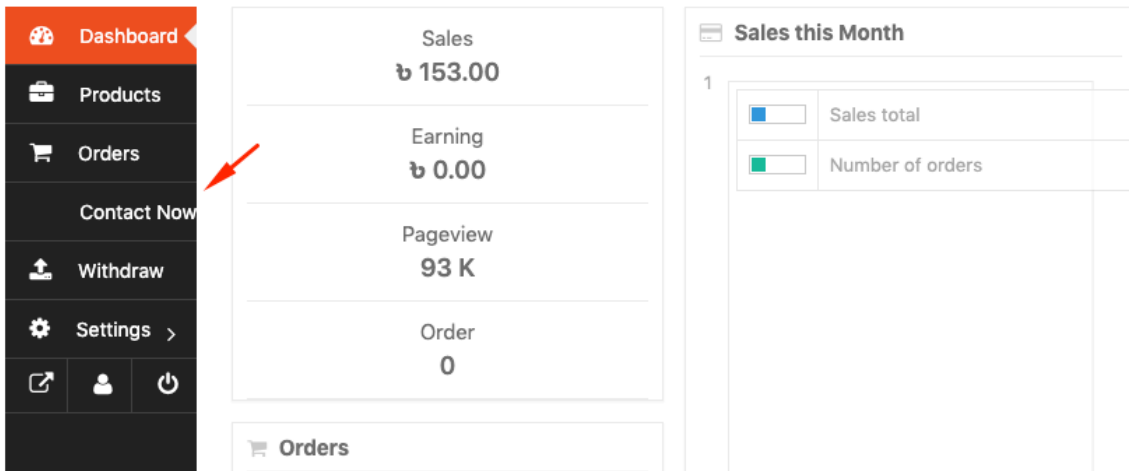 Dashboard
Products
Orders
Contact Now
Withdraw
Settings
Sales
৳ 153.00
Earning
৳ 0.00
Pageview
93 K
Order
0
Orders
Sales this Month
1
Sales total
Number of orders